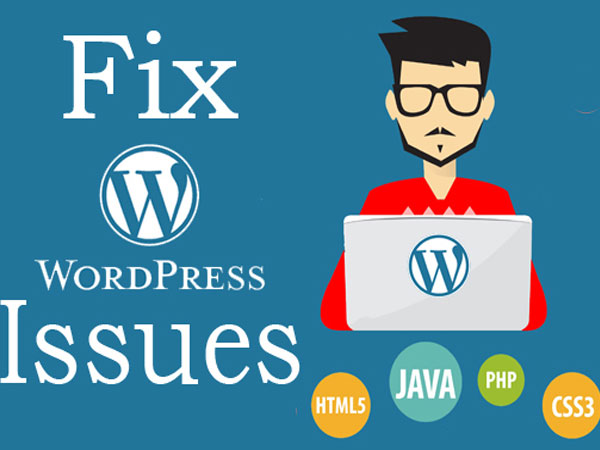 Fix
W
WORDPRESS
Issues
W
HTML5
JAVA
PHP
CSS3